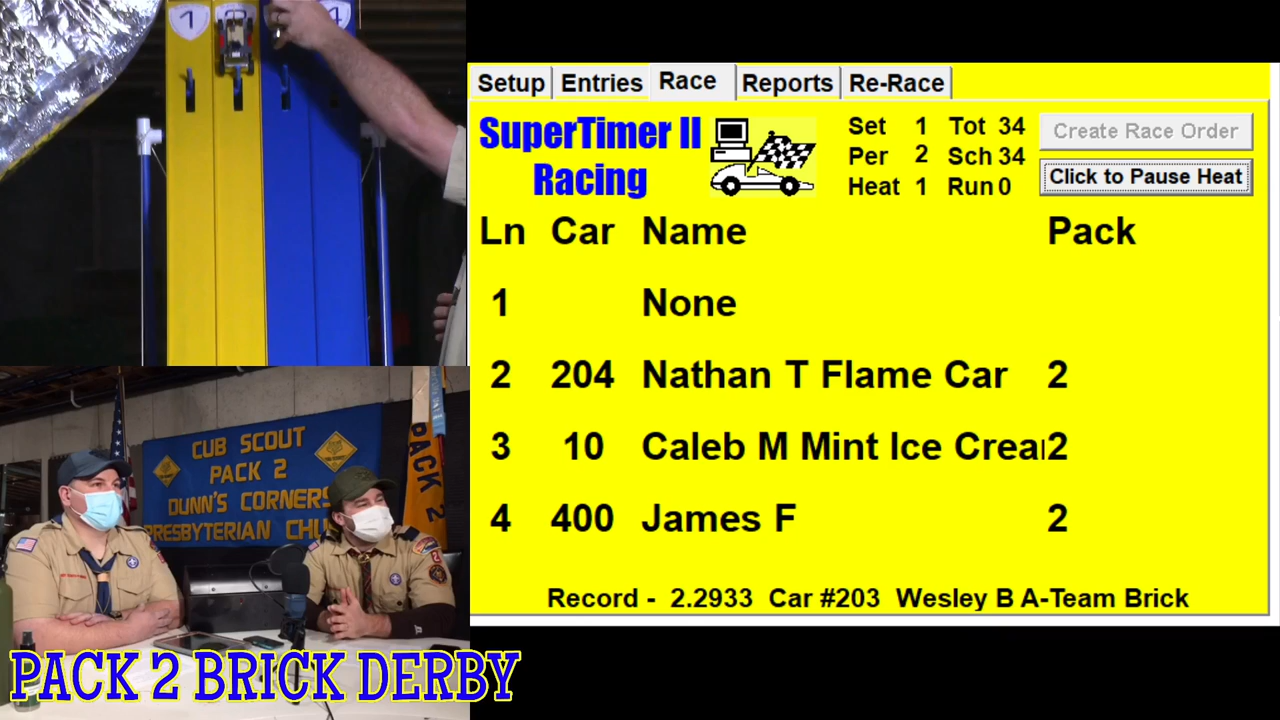 1
4
CUB SCOUT
PACK 2
DUNN'S CORNERS
PRESBYTERIAN CHU
PACK 2
PACK 2 BRICK DERBY
Setup Entries Race Reports Re-Race
SuperTimer II
Racing
Set 1 Tot 34
Per 2 Sch 34
Heat 1 Run 0
Create Race Order
Click to Pause Heat
Ln Car Name Pack
1 None
2 204 Nathan T Flame Car 2
3 10 Caleb M Mint Ice Crea 2
4 400 James F 2
Record - 2.2933 Car #203 Wesley B A-Team Brick